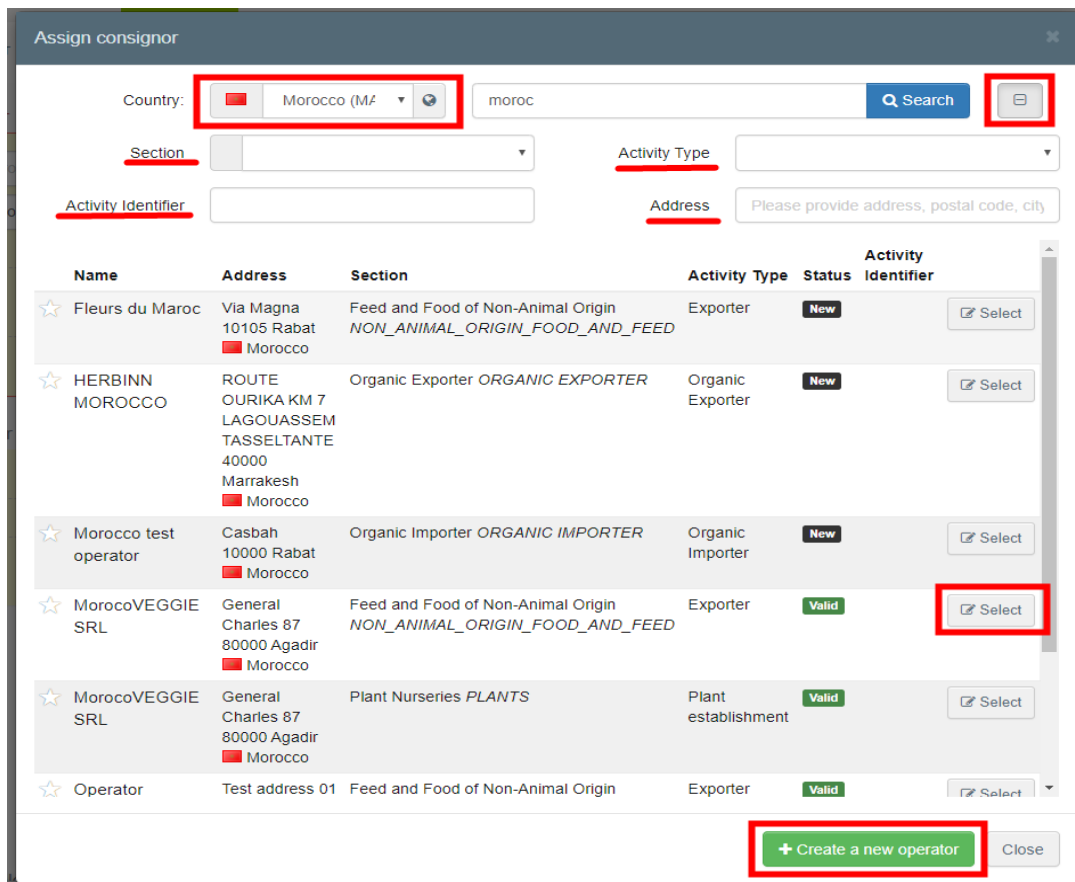 Assign consignor
Country: Morocco (MA moroc Search
Section Activity Type
Activity Identifier Address Please provide address, postal code, city
Name Address Section Activity Type Status Activity Identifier
Fleurs du Maroc Via Magna Feed and Food of Non-Animal Origin Exporter New Select
10105 Rabat NON_ANIMAL_ORIGIN_FOOD_AND_FEED
Morocco
HERBINN ROUTE Organic Exporter ORGANIC EXPORTER Organic New Select
MOROCCO OURIKA KM 7 Exporter
LAGOUASSEM
TASSELTANTE
40000
Marrakesh
Morocco
Morocco test Casbah Organic Importer ORGANIC IMPORTER Organic New Select
operator 10000 Rabat Importer
Morocco
MorocoVEGGIE General Feed and Food of Non-Animal Origin Exporter Valid Select
SRL Charles 87 NON_ANIMAL_ORIGIN_FOOD_AND_FEED
80000 Agadir
Morocco
MorocoVEGGIE General Plant Nurseries PLANTS Plant Valid Select
SRL Charles 87 establishment
80000 Agadir
Morocco
Operator Test address 01 Feed and Food of Non-Animal Origin Exporter Valid Select
Create a new operator Close